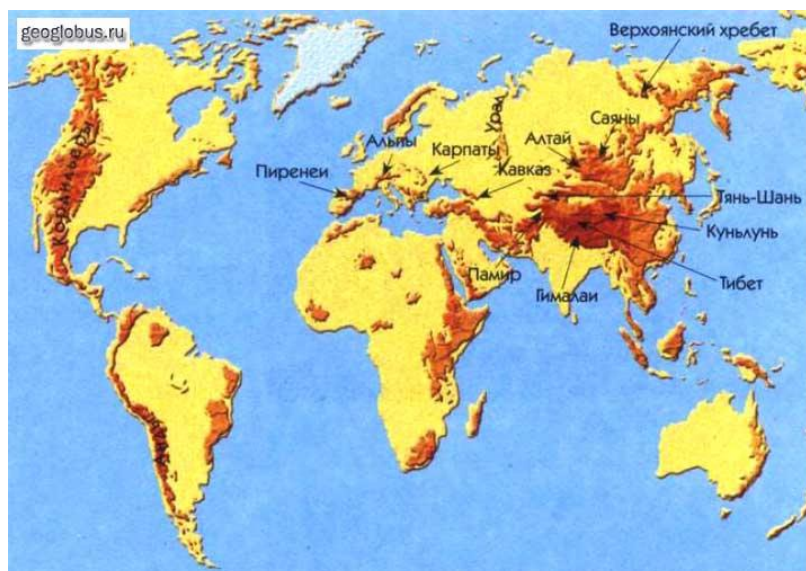 geoglobus.ru
Верхоянский хребет
Урал
Саяны
Альпы
Карпаты
Алтай
Пиренеи
Кавказ
Кордильеры
Тянь-Шань
Куньлунь
Памир
Гималаи
Тибет
Анды